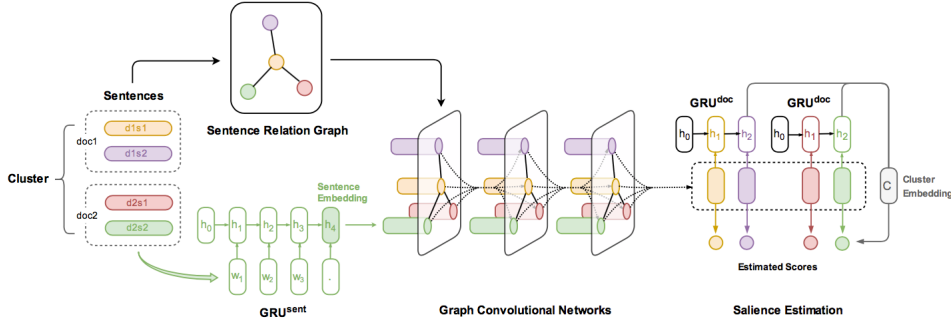 Sentences
Cluster
doc1
d1s1
d1s2
doc2
d2s1
d2s2
Sentence Relation Graph
Sentence
Embedding
h0 h1 h2 h3 h4
w1 w2 w3 .
GRUsent
Graph Convolutional Networks
GRUdoc GRUdoc
h0 h1 h2 h0 h1 h2
C
Cluster
Embedding
Estimated Scores
Salience Estimation